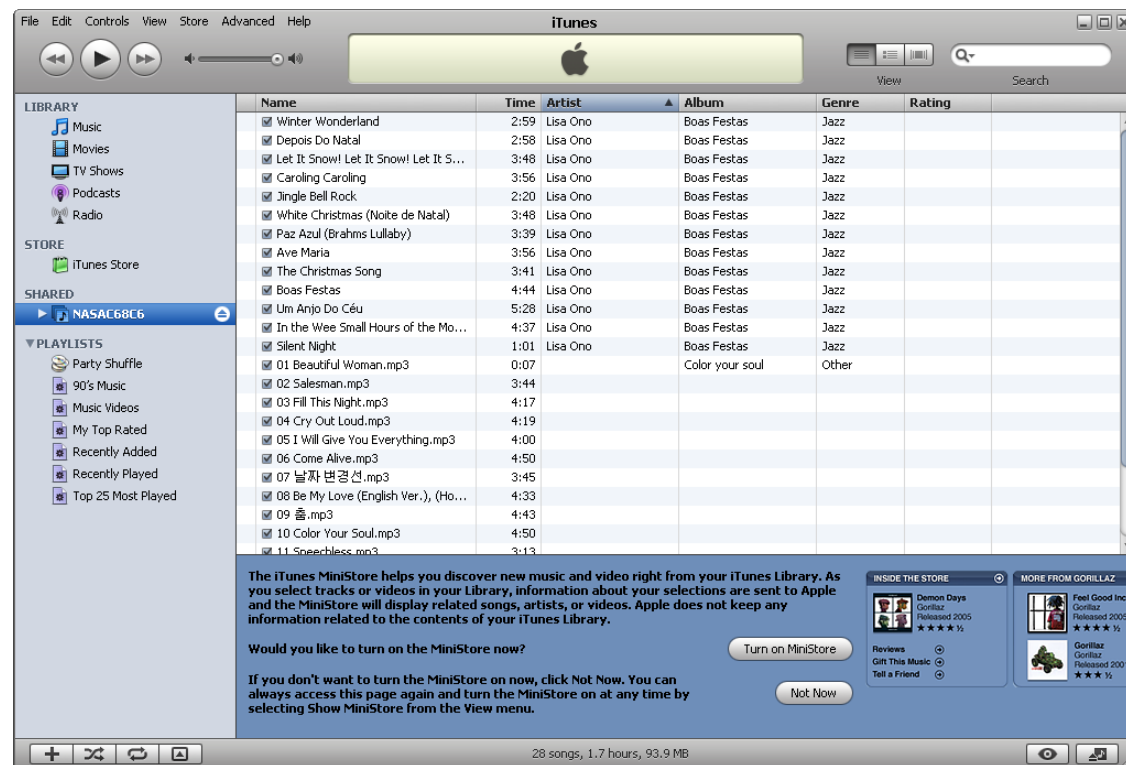 File Edit Controls View Store Advanced Help
iTunes
View
Search
LIBRARY
Music
Movies
TV Shows
Podcasts
Radio
STORE
iTunes Store
SHARED
NASAC68C6
PLAYLISTS
Party Shuffle
90's Music
Music Videos
My Top Rated
Recently Added
Recently Played
Top 25 Most Played
Name Time Artist Album Genre Rating
Winter Wonderland 2:59 Lisa Ono Boas Festas Jazz
Depois Do Natal 2:58 Lisa Ono Boas Festas Jazz
Let It Snow! Let It Snow! Let It S... 3:48 Lisa Ono Boas Festas Jazz
Caroling Caroling 3:56 Lisa Ono Boas Festas Jazz
Jingle Bell Rock 2:20 Lisa Ono Boas Festas Jazz
White Christmas (Noite de Natal) 3:48 Lisa Ono Boas Festas Jazz
Paz Azul (Brahms Lullaby) 3:39 Lisa Ono Boas Festas Jazz
Ave Maria 3:56 Lisa Ono Boas Festas Jazz
The Christmas Song 3:41 Lisa Ono Boas Festas Jazz
Boas Festas 4:44 Lisa Ono Boas Festas Jazz
Um Anjo Do Céu 5:28 Lisa Ono Boas Festas Jazz
In the Wee Small Hours of the Mo... 4:37 Lisa Ono Boas Festas Jazz
Silent Night 1:01 Lisa Ono Boas Festas Jazz
01 Beautiful Woman.mp3 0:07 Color your soul Other
02 Salesman.mp3 3:44
03 Fill This Night.mp3 4:17
04 Cry Out Loud.mp3 4:19
05 I Will Give You Everything.mp3 4:00
06 Come Alive.mp3 4:50
07 날짜 변경선.mp3 3:45
08 Be My Love (English Ver.), (Ho... 4:33
09 춤.mp3 4:43
10 Color Your Soul.mp3 4:50
11 Speechless.mp3 3:13
The iTunes MiniStore helps you discover new music and video right from your iTunes Library. As
you select tracks or videos in your Library, information about your selections are sent to Apple
and the MiniStore will display related songs, artists, or videos. Apple does not keep any
information related to the contents of your iTunes Library.
Would you like to turn on the MiniStore now?
Turn on MiniStore
If you don't want to turn the MiniStore on now, click Not Now. You can
always access this page again and turn the MiniStore on at any time by
selecting Show MiniStore from the View menu.
Not Now
INSIDE THE STORE
Demon Days
Gorillaz
Released 2005
Reviews
Gift This Music
Tell a Friend
MORE FROM GORILLAZ
Feel Good Inc
Gorillaz
Released 2005
Gorillaz
Gorillaz
Released 200
28 songs, 1.7 hours, 93.9 MB